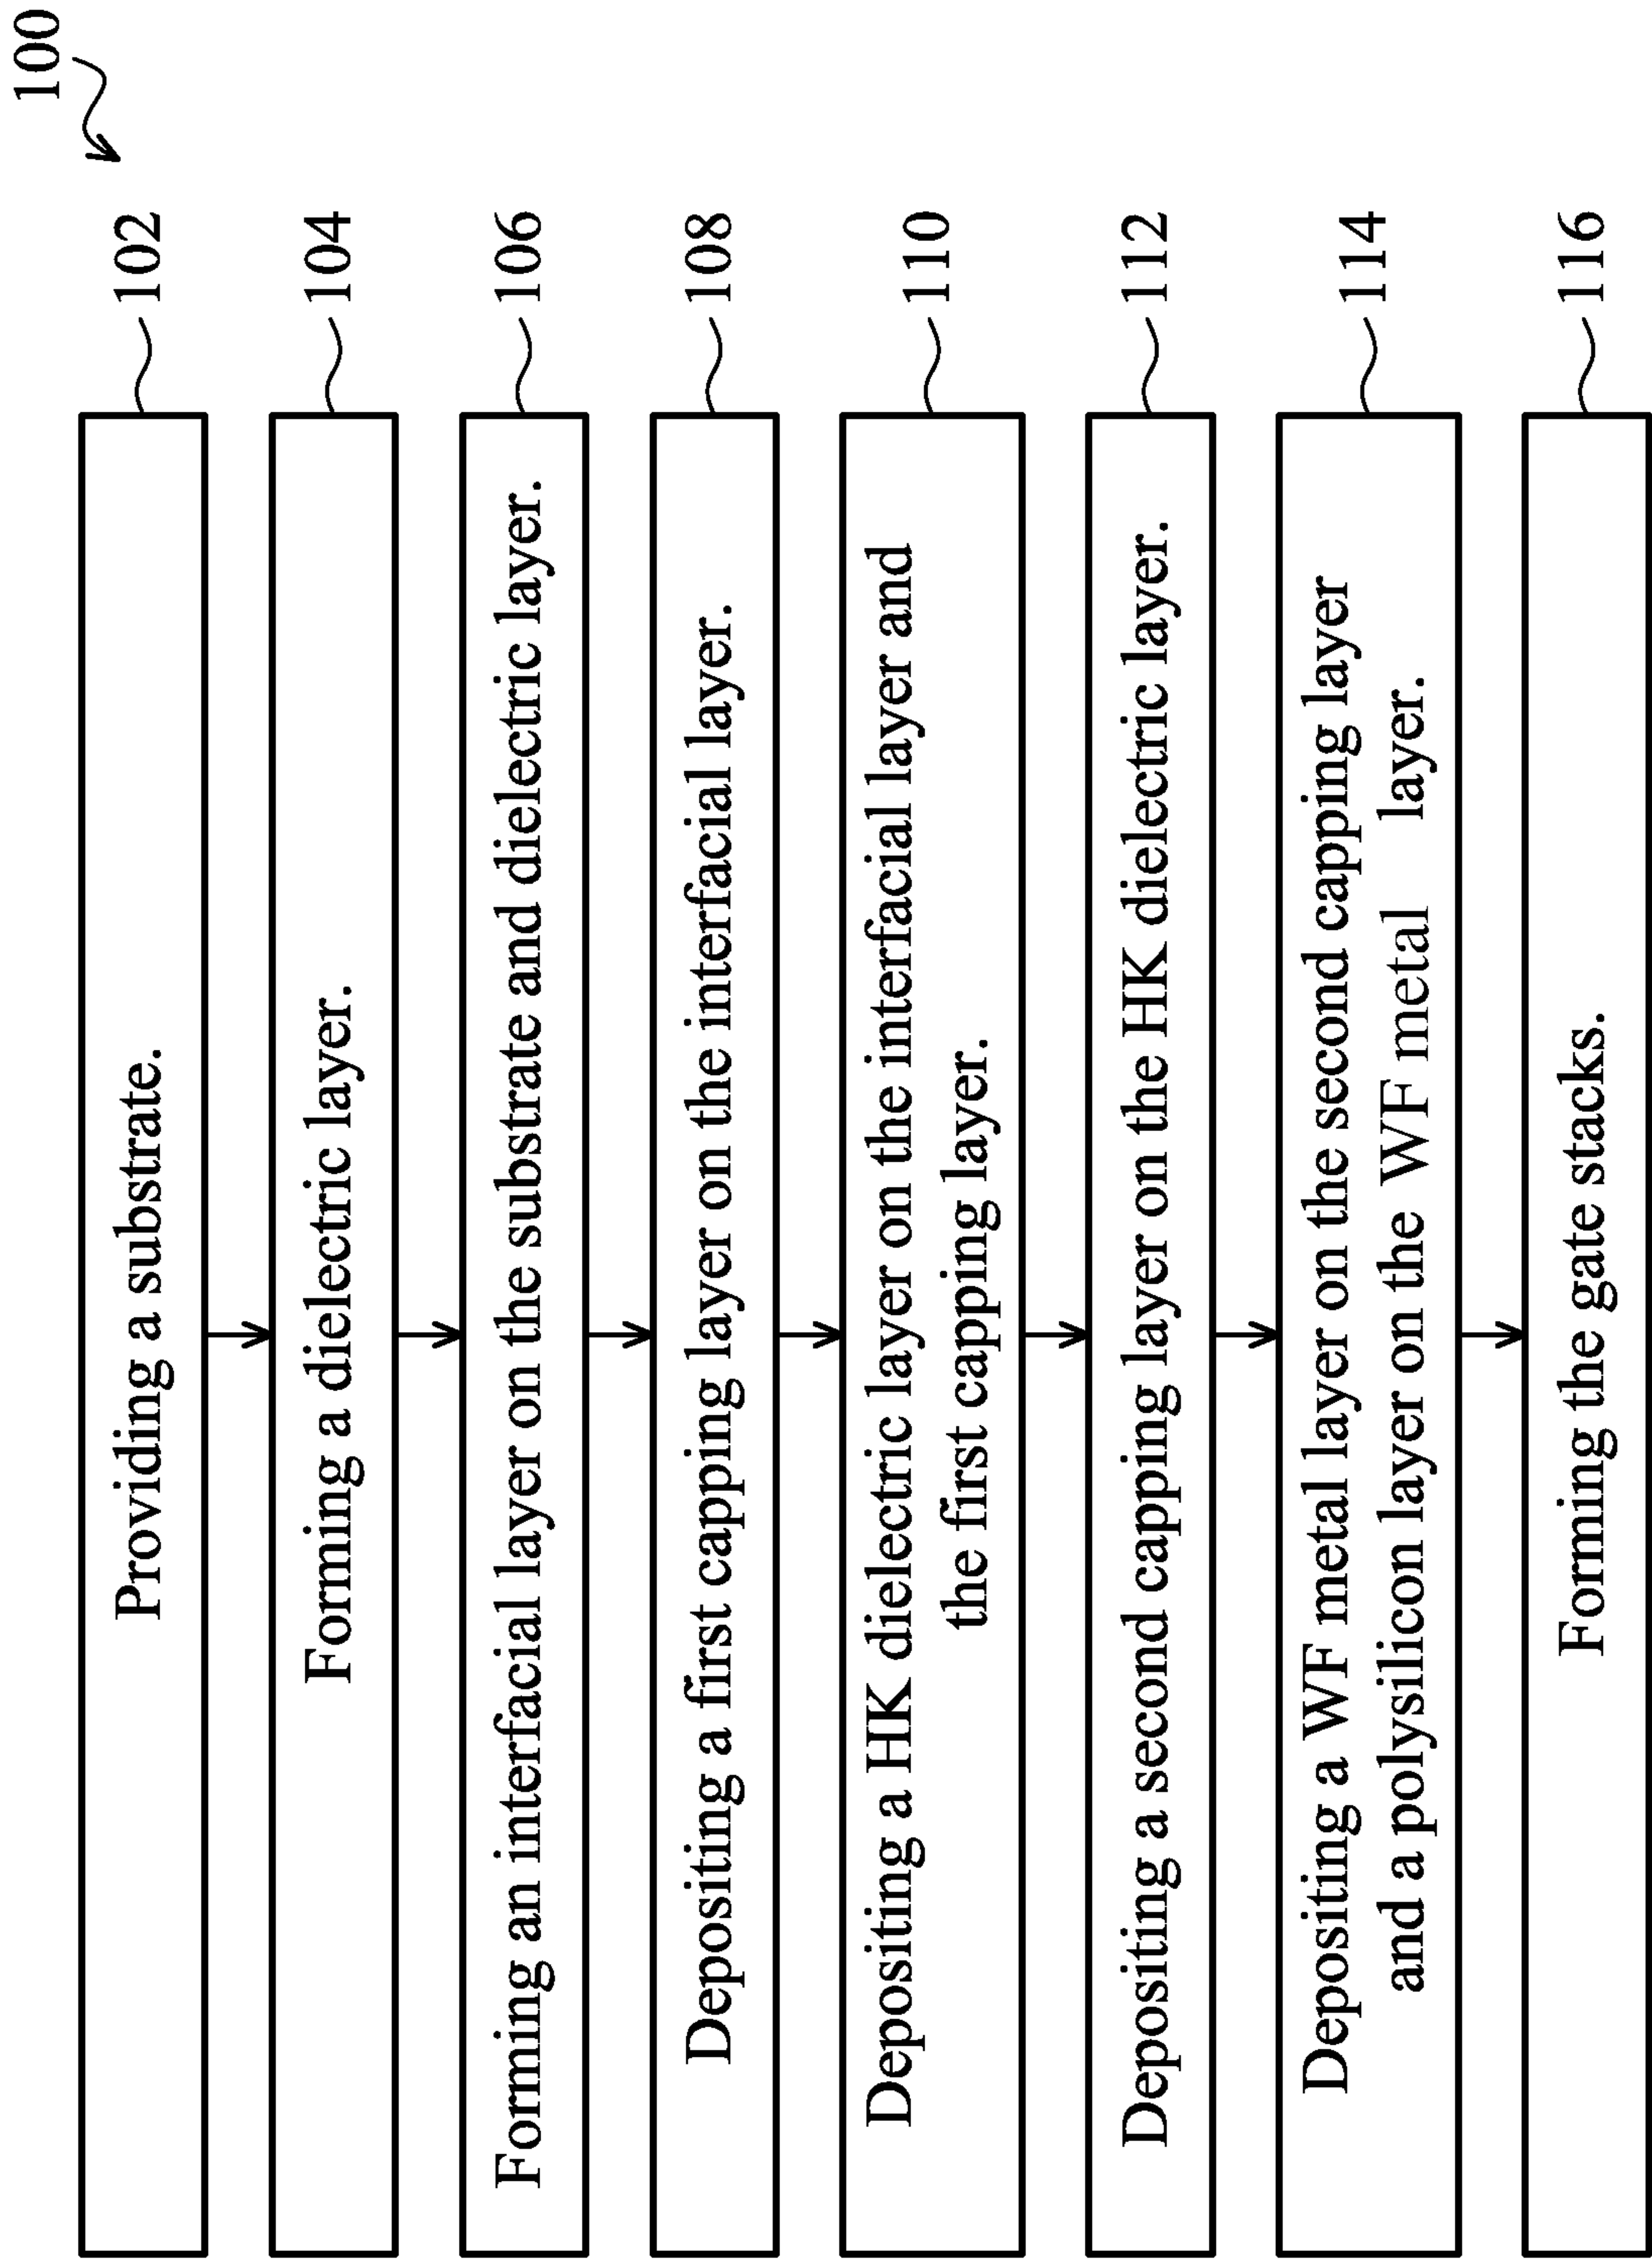 100
Providing a substrate.
102
Forming a dielectric layer.
104
Forming an interfacial layer on the substrate and dielectric layer.
106
Depositing a first capping layer on the interfacial layer.
108
Depositing a HK dielectric layer on the interfacial layer and
the first capping layer.
110
Depositing a second capping layer on the HK dielectric layer.
112
Depositing a WF metal layer on the second capping layer
and a polysilicon layer on the WF metal layer.
114
Forming the gate stacks.
116